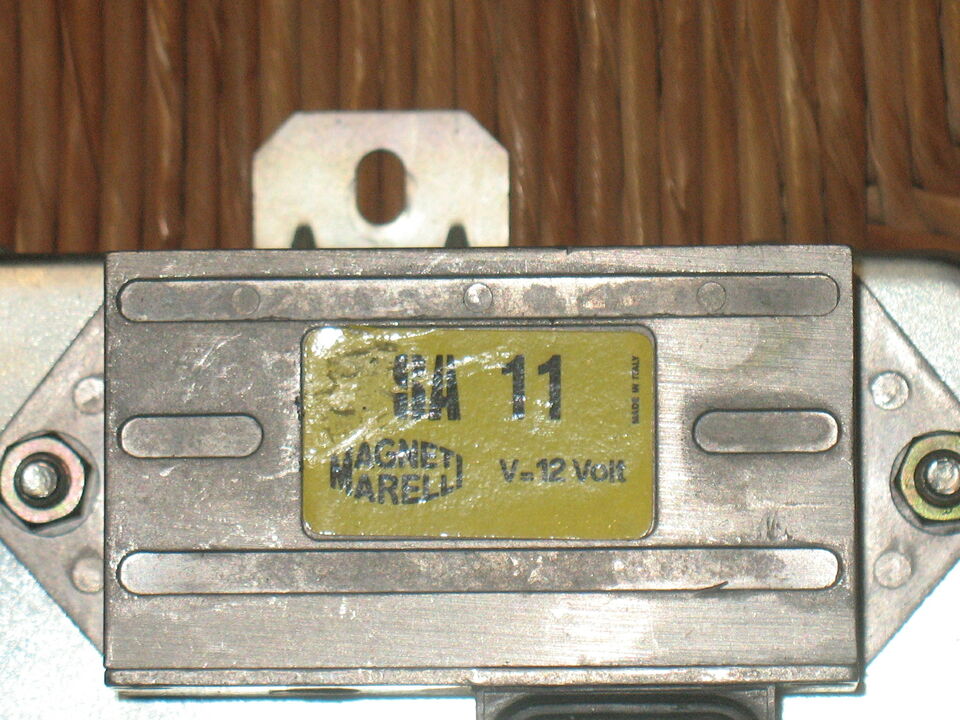 11
MADE IN ITALY
MAGNETI
MARELLI
V=12 Volt